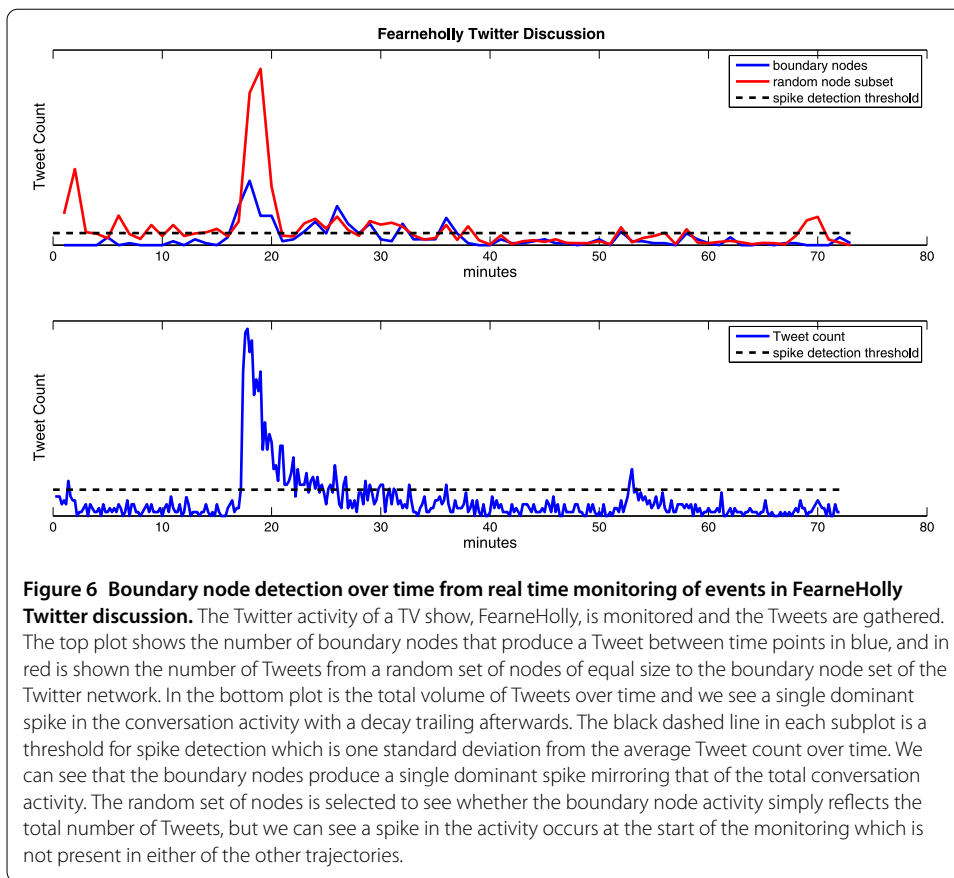 Fearneholly Twitter Discussion
boundary nodes
random node subset
spike detection threshold
Tweet Count
0 10 20 30 40 50 60 70 80
minutes
Tweet count
spike detection threshold
Tweet Count
0 10 20 30 40 50 60 70 80
minutes
Figure 6 Boundary node detection over time from real time monitoring of events in FearneHolly
Twitter discussion. The Twitter activity of a TV show, FearneHolly, is monitored and the Tweets are gathered.
The top plot shows the number of boundary nodes that produce a Tweet between time points in blue, and in
red is shown the number of Tweets from a random set of nodes of equal size to the boundary node set of the
Twitter network. In the bottom plot is the total volume of Tweets over time and we see a single dominant
spike in the conversation activity with a decay trailing afterwards. The black dashed line in each subplot is a
threshold for spike detection which is one standard deviation from the average Tweet count over time. We
can see that the boundary nodes produce a single dominant spike mirroring that of the total conversation
activity. The random set of nodes is selected to see whether the boundary node activity simply reflects the
total number of Tweets, but we can see a spike in the activity occurs at the start of the monitoring which is
not present in either of the other trajectories.